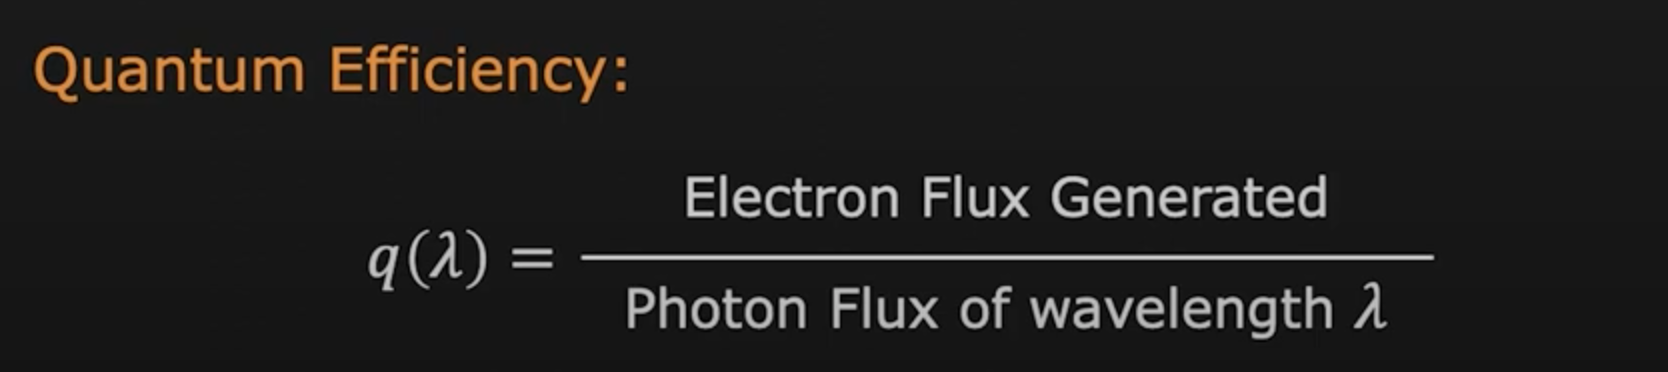 Quantum Efficiency:
Electron Flux Generated
q(λ) =
Photon Flux of wavelength λ